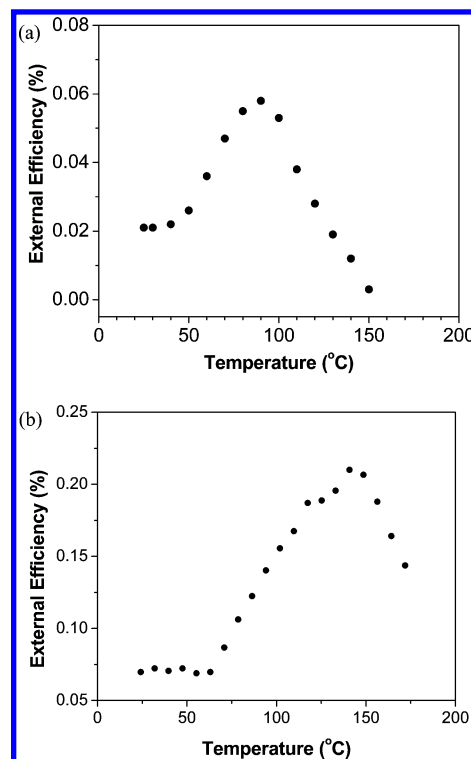 (a)
0.08
0.06
0.04
0.02
0.00
External Efficiency (%)
0 50 100 150 200
Temperature (°C)
(b)
0.25
0.20
0.15
0.10
0.05
External Efficiency (%)
0 50 100 150 200
Temperature (°C)